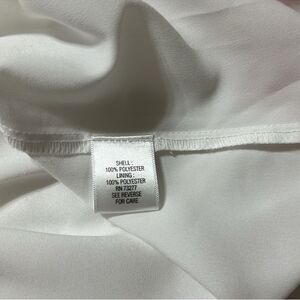 SHELL:
100% POLYESTER
LINING:
100% POLYESTER
RN 73277
SEE REVERSE
FOR CARE